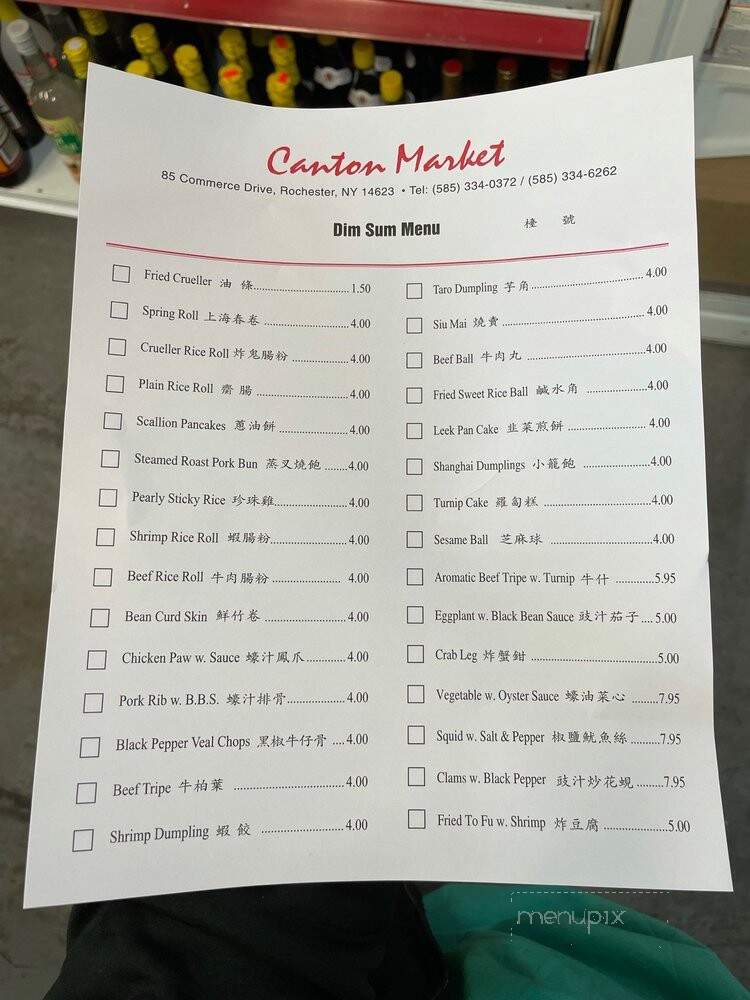 Canton Market
85 Commerce Drive, Rochester, NY 14623 • Tel: (585) 334-0372 / (585) 334-6262
Dim Sum Menu 檯 號
Fried Crueller 油 條 1.50
Spring Roll 上海春卷 4.00
Crueller Rice Roll 炸鬼腸粉 4.00
Plain Rice Roll 齋 腸 4.00
Scallion Pancakes 蔥油餅 4.00
Steamed Roast Pork Bun 蒸叉燒飽 4.00
Pearly Sticky Rice 珍珠雞 4.00
Shrimp Rice Roll 蝦腸粉 4.00
Beef Rice Roll 牛肉腸粉 4.00
Bean Curd Skin 鮮竹卷 4.00
Chicken Paw w. Sauce 蠔汁鳳爪 4.00
Pork Rib w. B.B.S. 蠔汁排骨 4.00
Black Pepper Veal Chops 黑椒牛仔骨 4.00
Beef Tripe 牛柏葉 4.00
Shrimp Dumpling 蝦 餃 4.00
Taro Dumpling 芋角 4.00
Siu Mai 燒賣 4.00
Beef Ball 牛肉丸 4.00
Fried Sweet Rice Ball 鹹水角 4.00
Leek Pan Cake 韭菜煎餅 4.00
Shanghai Dumplings 小籠飽 4.00
Turnip Cake 羅匐糕 4.00
Sesame Ball 芝麻球 4.00
Aromatic Beef Tripe w. Turnip 牛什 5.95
Eggplant w. Black Bean Sauce 豉汁茄子 5.00
Crab Leg 炸蟹鉗 5.00
Vegetable w. Oyster Sauce 蠔油菜心 7.95
Squid w. Salt & Pepper 椒鹽魷魚絲 7.95
Clams w. Black Pepper 豉汁炒花蜆 7.95
Fried To Fu w. Shrimp 炸豆腐 5.00
menupix